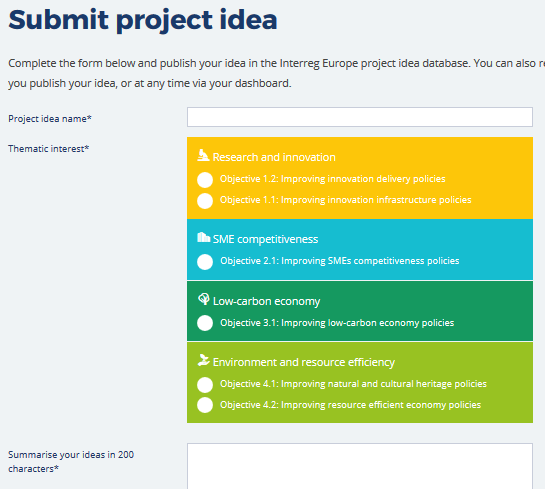 Submit project idea
Complete the form below and publish your idea in the Interreg Europe project idea database. You can also
you publish your idea, or at any time via your dashboard.
Project idea name*
Thematic interest*
Research and innovation
Objective 1.2: Improving innovation delivery policies
Objective 1.1: Improving innovation infrastructure policies
SME competitiveness
Objective 2.1: Improving SMEs competitiveness policies
Low-carbon economy
Objective 3.1: Improving low-carbon economy policies
Environment and resource efficiency
Objective 4.1: Improving natural and cultural heritage policies
Objective 4.2: Improving resource efficient economy policies
Summarise your ideas in 200
characters*